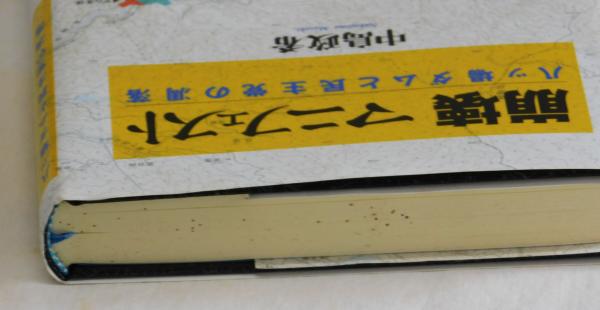 崩壊マニフェスト
八ッ場ダムと民主党の凋落
中島政希